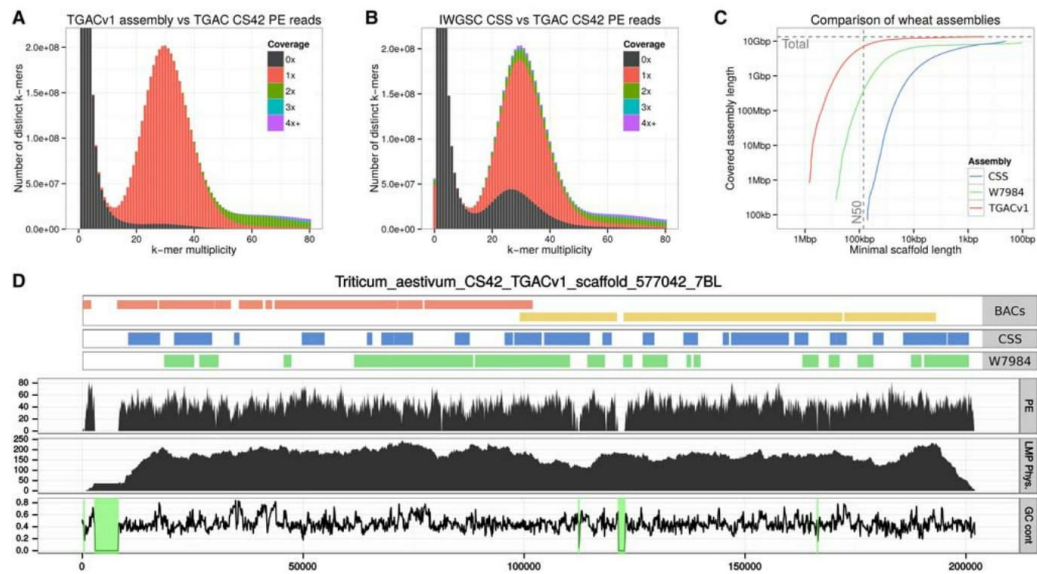 A
TGACv1 assembly vs TGAC CS42 PE reads
Number of distinct k-mers
2.0e+08
1.5e+08
1.0e+08
5.0e+07
0.0e+00
0
20
40
60
80
k-mer multiplicity
Coverage
0x
1x
2x
3x
4x+
B
IWGSC CSS vs TGAC CS42 PE reads
Number of distinct k-mers
2.0e+08
1.5e+08
1.0e+08
5.0e+07
0.0e+00
0
20
40
60
80
k-mer multiplicity
Coverage
0x
1x
2x
3x
4x+
C
Comparison of wheat assemblies
Covered assembly length
10Gbp
1Gbp
100Mbp
10Mbp
1Mbp
100kb
Total
N50
1Mbp
100kbp
10kbp
1kbp
100bp
Minimal scaffold length
Assembly
CSS
W7984
TGACv1
D
Triticum_aestivum_CS42_TGACv1_scaffold_577042_7BL
BACs
CSS
W7984
80
60
40
20
0
PE
250
200
150
100
50
0
LMP Phys.
0.8
0.6
0.4
0.2
0.0
GC cont
0
50000
100000
150000
200000